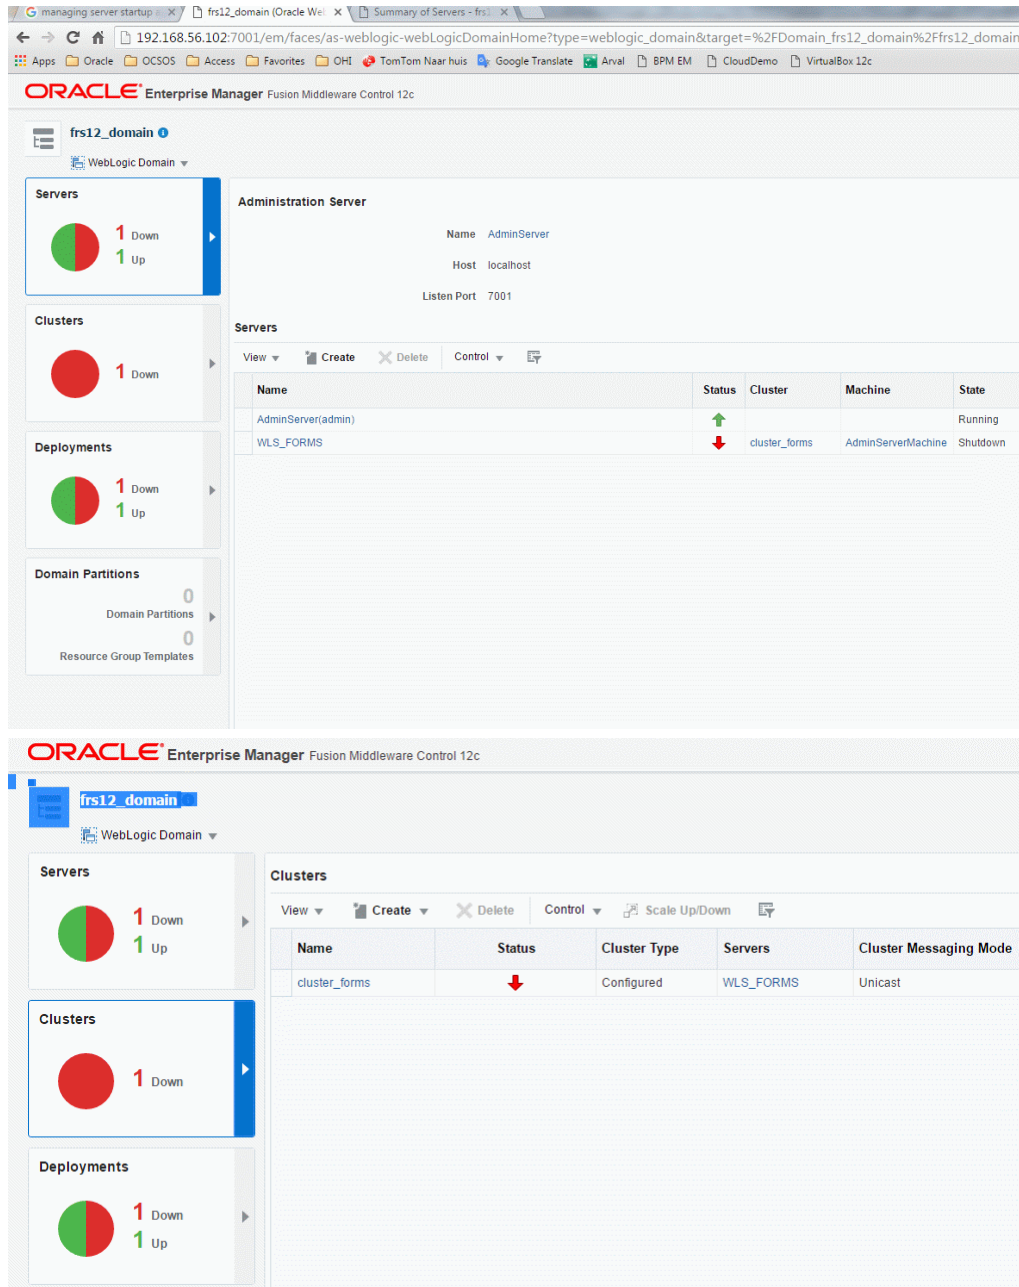 managing server startup a
frs12_domain (Oracle Wel
Summary of Servers - frs1
192.168.56.102:7001/em/faces/as-weblogic-webLogicDomainHome?type=weblogic_domain&target=%2FDomain_frs12_domain%2Ffrs12_domain
Apps Oracle OCSOS Access Favorites OHI TomTom Naar huis Google Translate Arval BPM EM CloudDemo VirtualBox 12c
ORACLE Enterprise Manager Fusion Middleware Control 12c
frs12_domain
WebLogic Domain
Servers
1 Down
1 Up
Clusters
1 Down
Deployments
1 Down
1 Up
Domain Partitions
0
Domain Partitions
0
Resource Group Templates
Administration Server
Name AdminServer
Host localhost
Listen Port 7001
Servers
View Create Delete Control
Name Status Cluster Machine State
AdminServer(admin) Running
WLS_FORMS cluster_forms AdminServerMachine Shutdown
ORACLE Enterprise Manager Fusion Middleware Control 12c
frs12_domain
WebLogic Domain
Servers
1 Down
1 Up
Clusters
1 Down
Deployments
1 Down
1 Up
Clusters
View Create Delete Control Scale Up/Down
Name Status Cluster Type Servers Cluster Messaging Mode
cluster_forms Configured WLS_FORMS Unicast